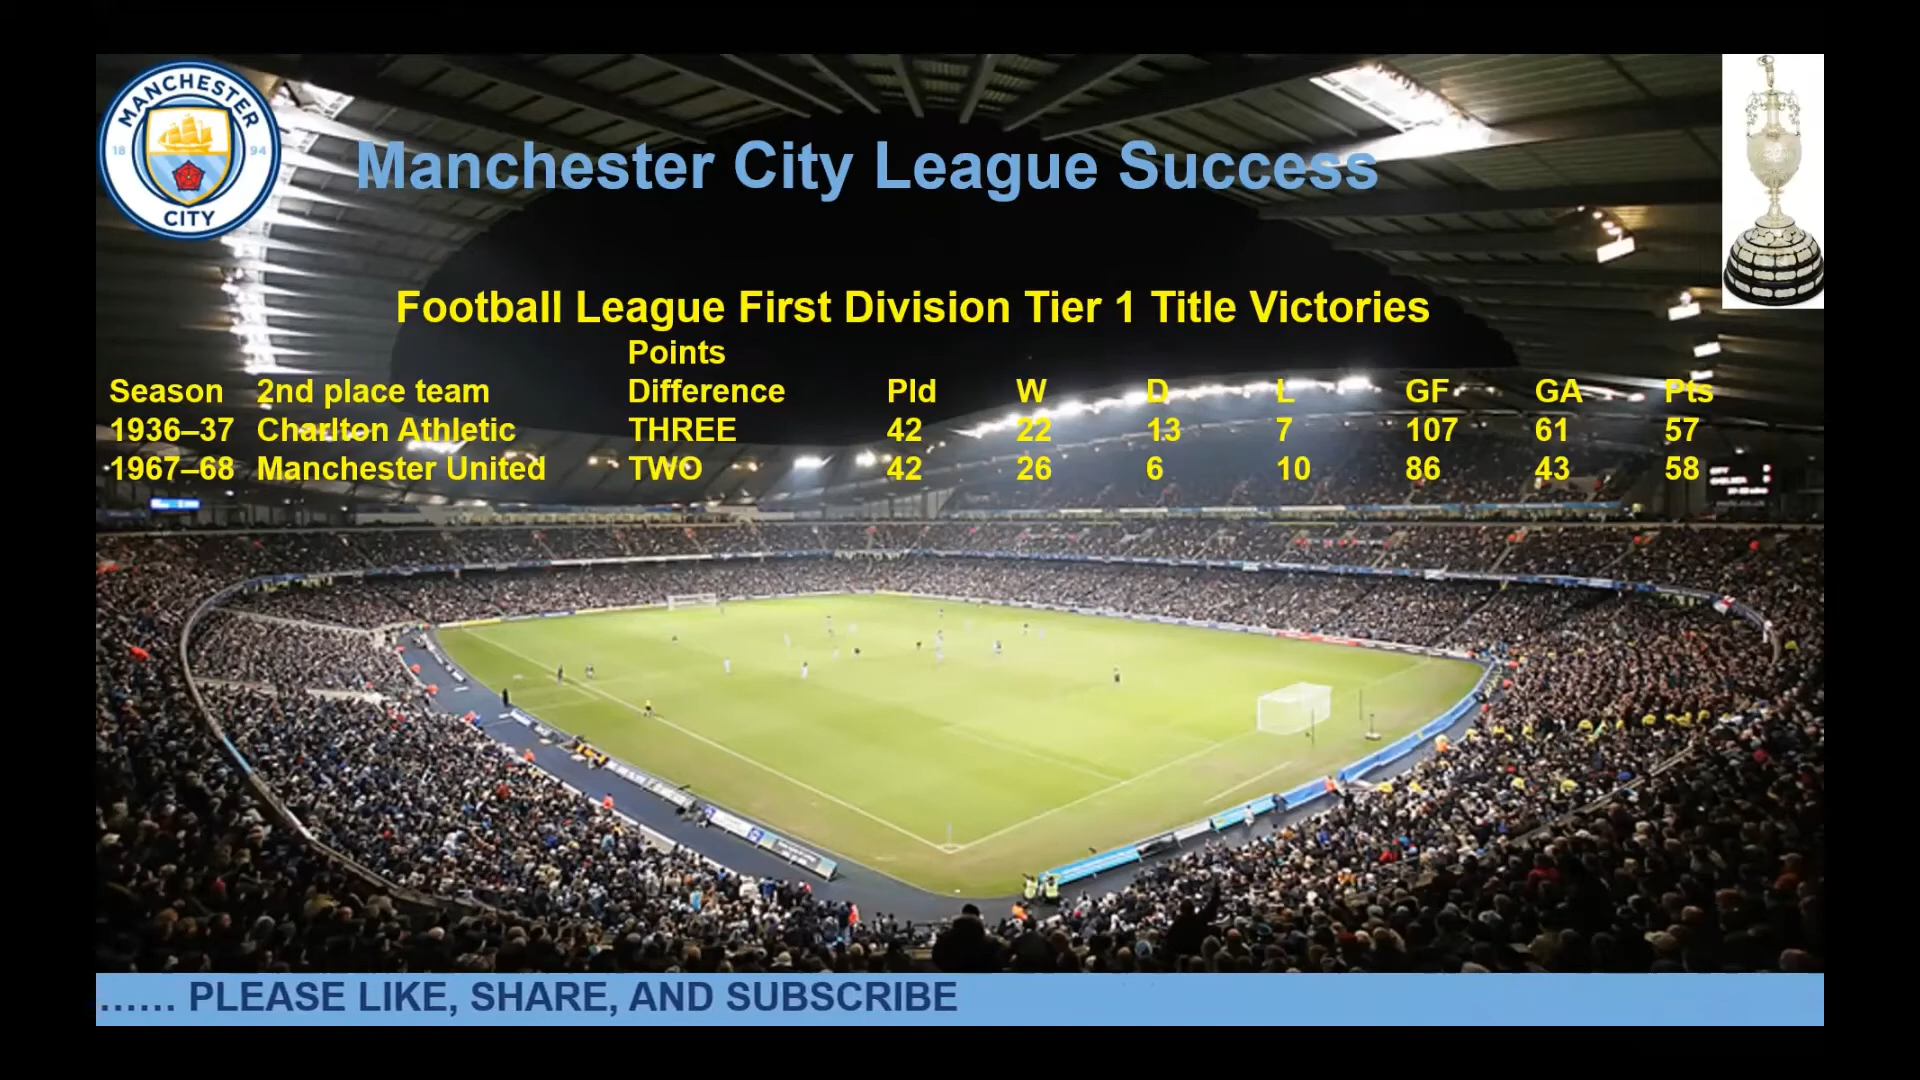 MANCHESTER
18 94
CITY
Manchester City League Success
Football League First Division Tier 1 Title Victories
Points
Season 2nd place team Difference Pld W D L GF GA Pts
1936–37 Charlton Athletic THREE 42 22 13 7 107 61 57
1967–68 Manchester United TWO 42 26 6 10 86 43 58
...... PLEASE LIKE, SHARE, AND SUBSCRIBE